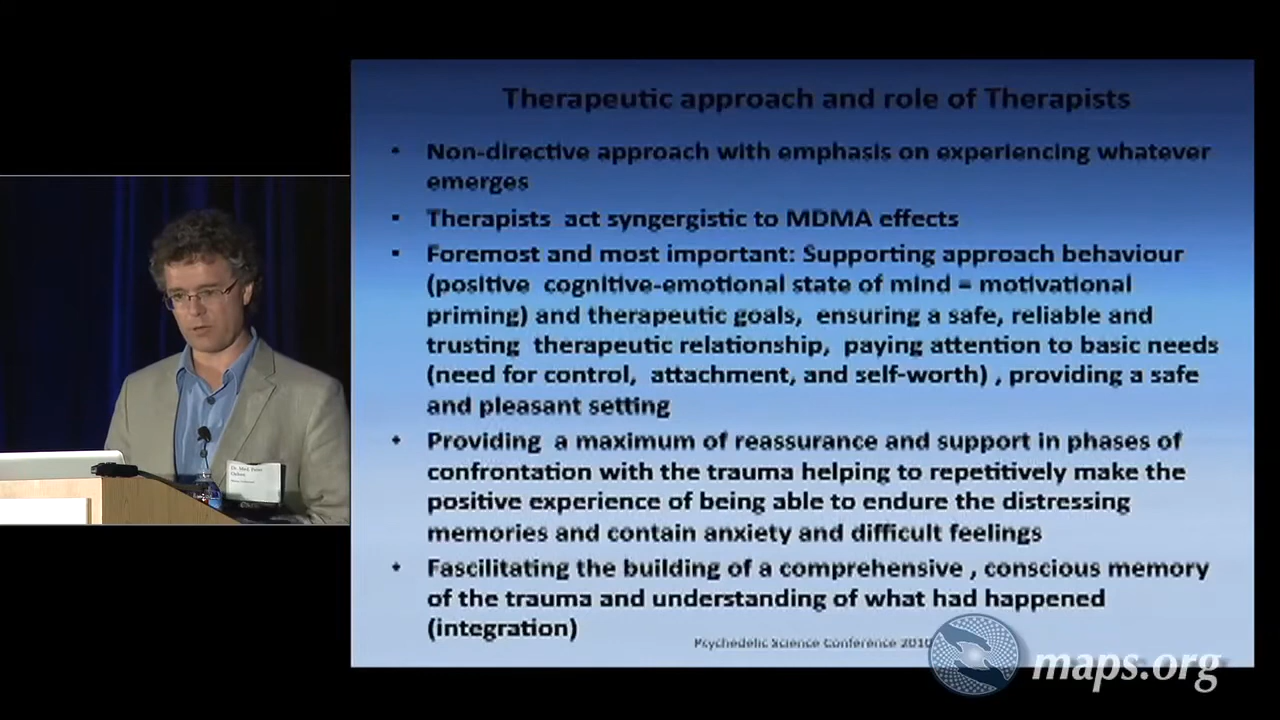 Therapeutic approach and role of Therapists
• Non-directive approach with emphasis on experiencing whatever
emerges
• Therapists act syngergistic to MDMA effects
• Foremost and most important: Supporting approach behaviour
(positive cognitive-emotional state of mind = motivational
priming) and therapeutic goals, ensuring a safe, reliable and
trusting therapeutic relationship, paying attention to basic needs
(need for control, attachment, and self-worth) , providing a safe
and pleasant setting
• Providing a maximum of reassurance and support in phases of
confrontation with the trauma helping to repetitively make the
positive experience of being able to endure the distressing
memories and contain anxiety and difficult feelings
• Fascilitating the building of a comprehensive , conscious memory
of the trauma and understanding of what had happened
(integration)
Psychedelic Science Conference 2010
maps.org
Dr. Med. Peter